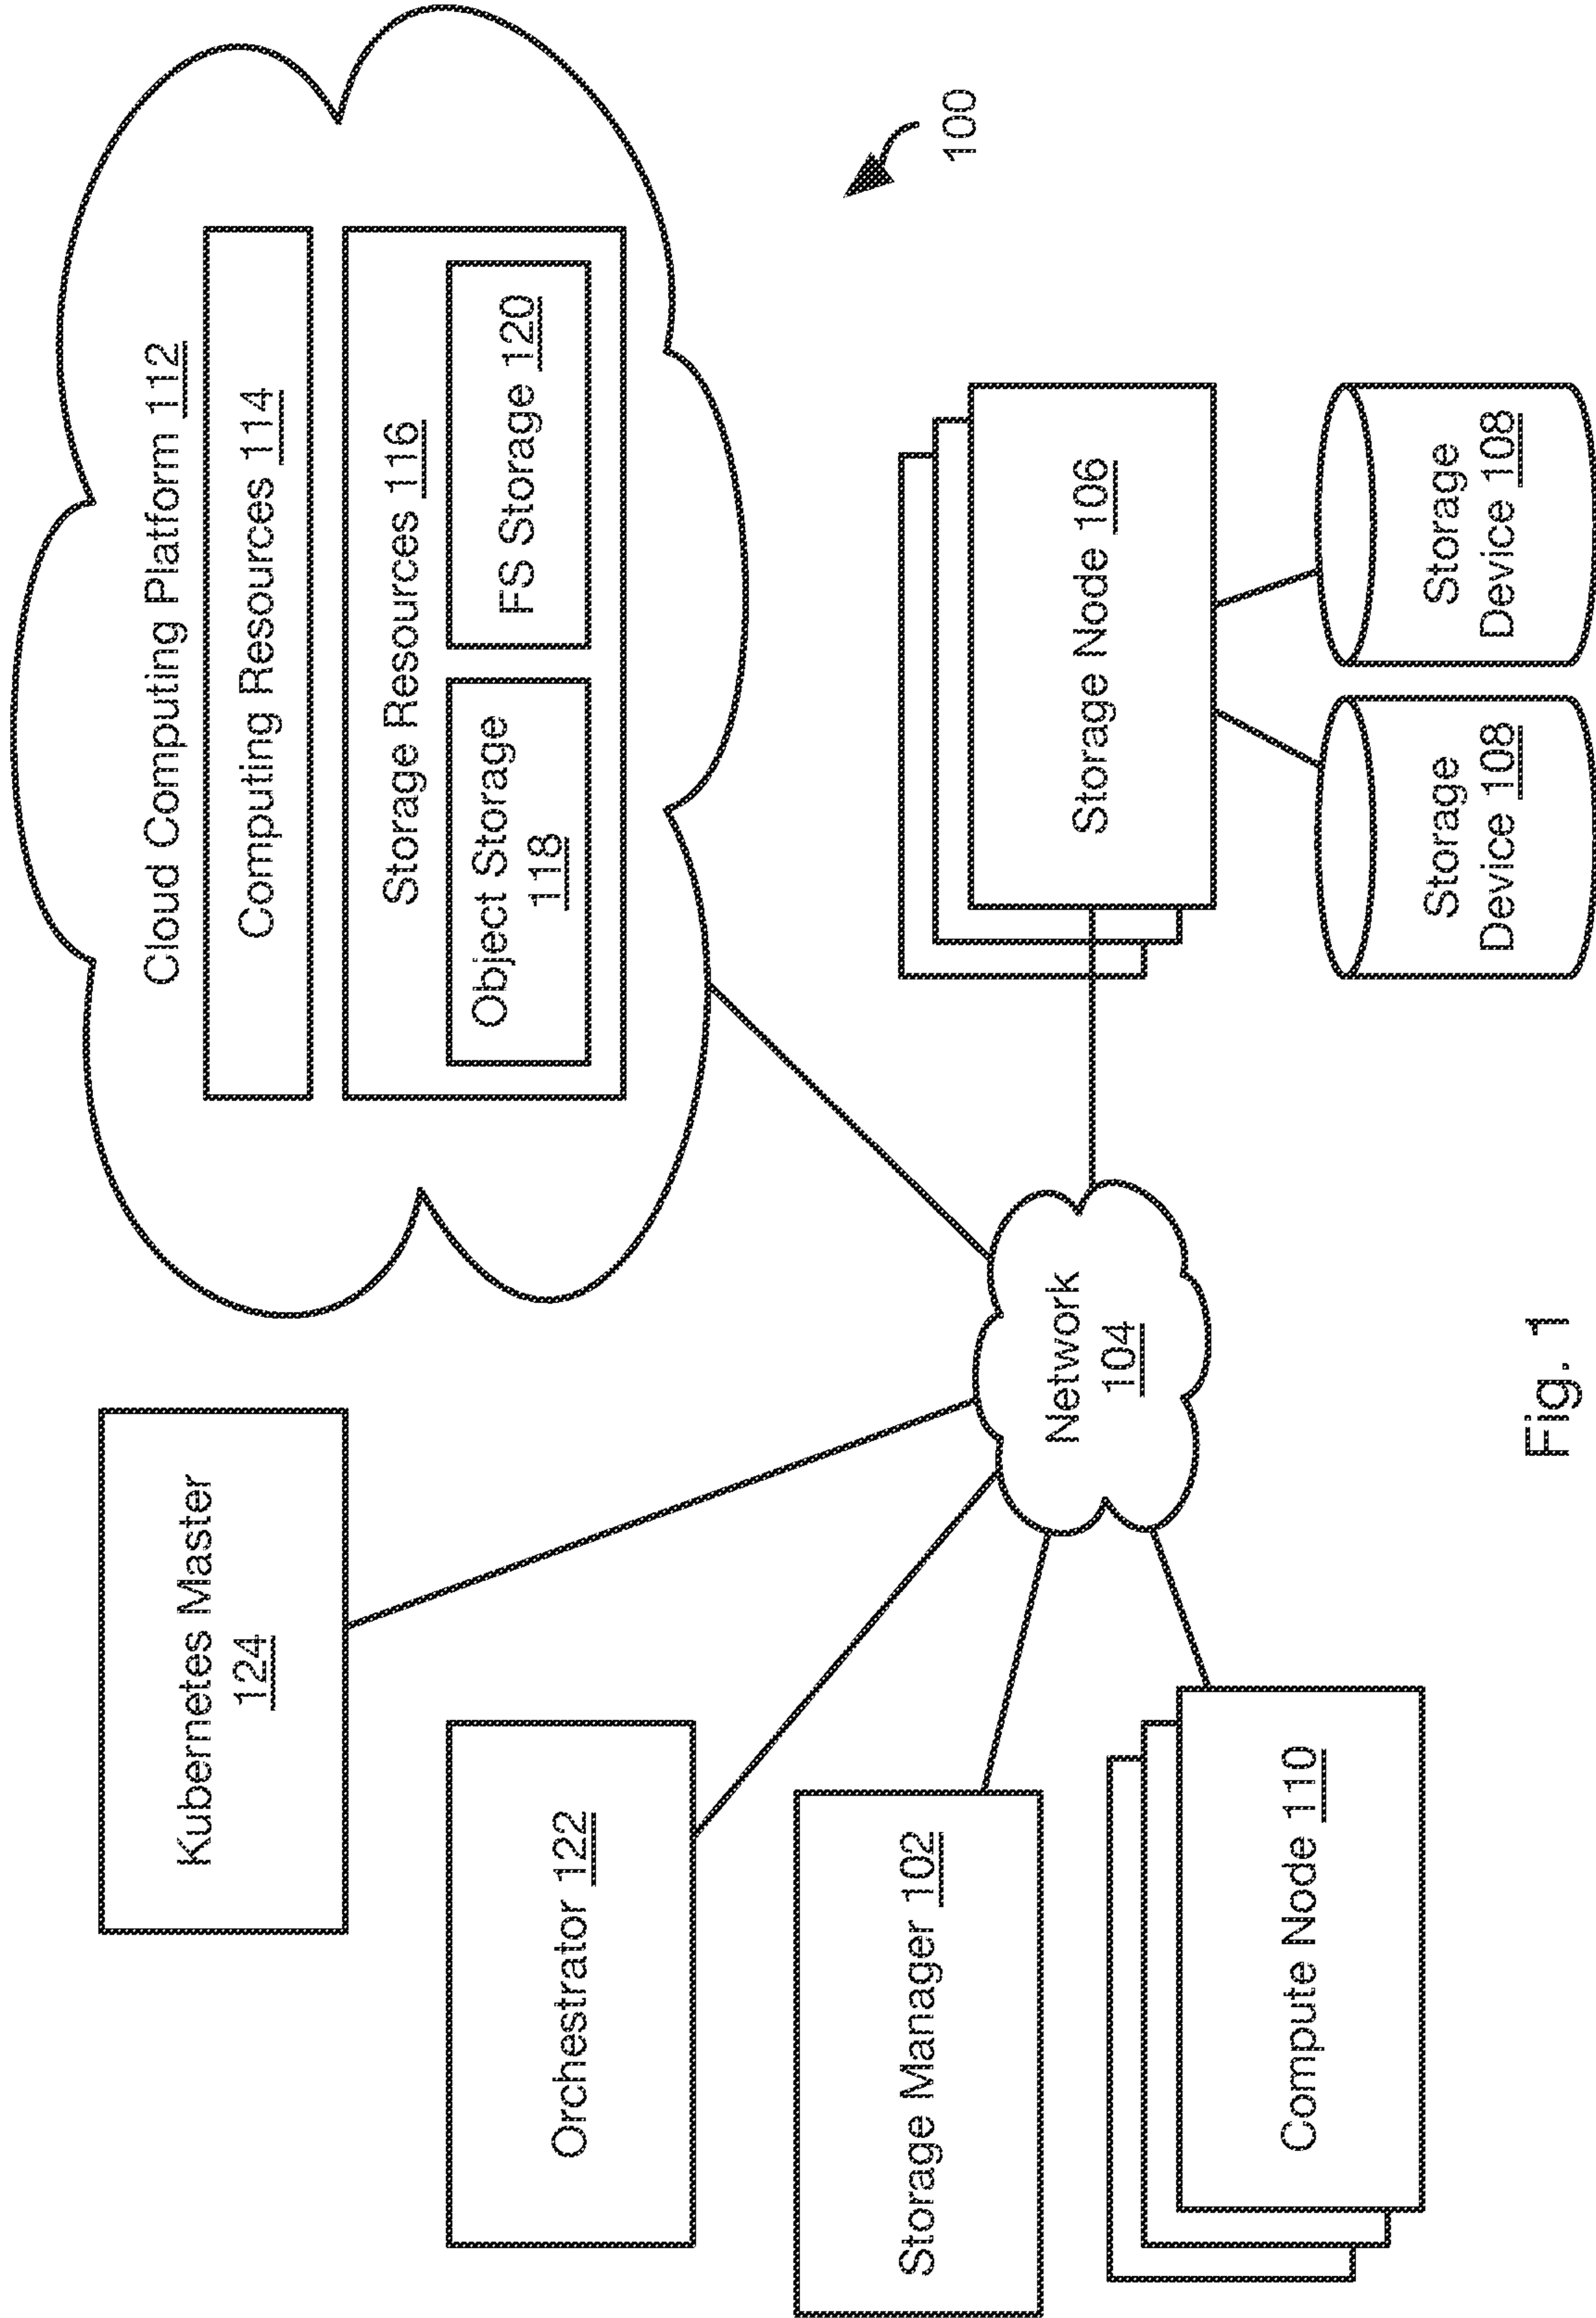 Kubernetes Master
124
Cloud Computing Platform 112
Computing Resources 114
Storage Resources 116
Object Storage
118
FS Storage 120
Orchestrator 122
100
Storage Manager 102
Network
104
Storage Node 106
Compute Node 110
Storage
Device 108
Storage
Device 108
Fig. 1